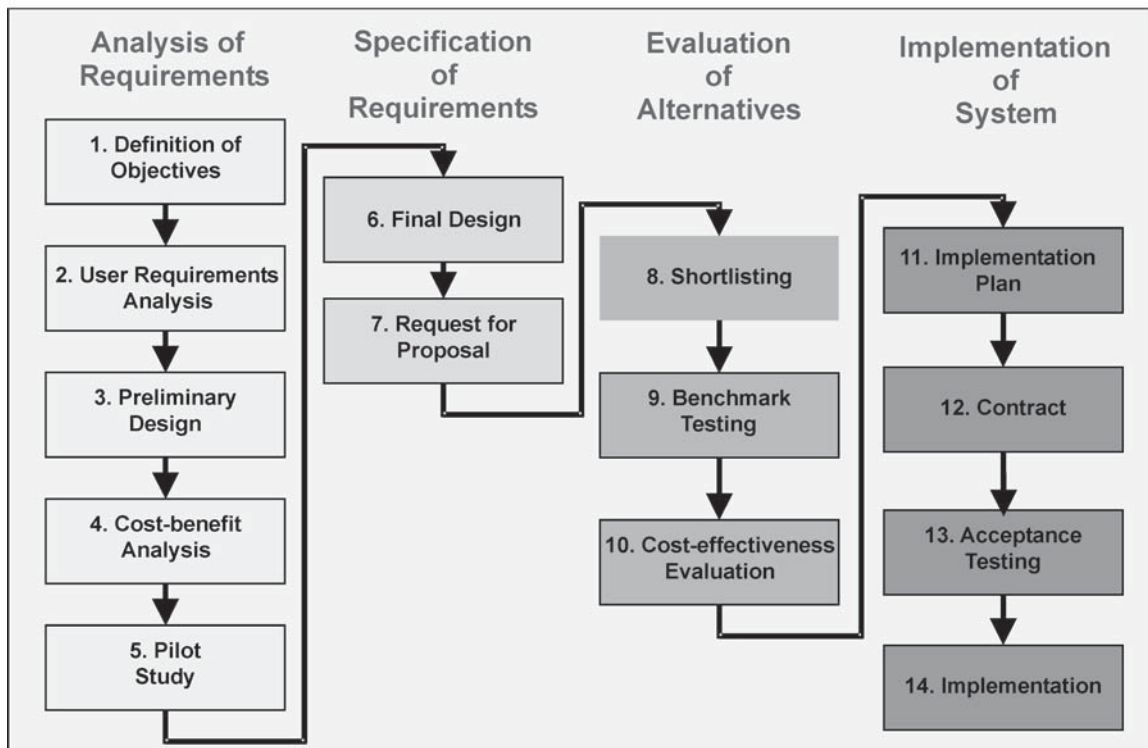 Analysis of
Requirements
1. Definition of
Objectives
2. User Requirements
Analysis
3. Preliminary
Design
4. Cost-benefit
Analysis
5. Pilot
Study
Specification
of
Requirements
6. Final Design
7. Request for
Proposal
Evaluation
of
Alternatives
8. Shortlisting
9. Benchmark
Testing
10. Cost-effectiveness
Evaluation
Implementation
of
System
11. Implementation
Plan
12. Contract
13. Acceptance
Testing
14. Implementation